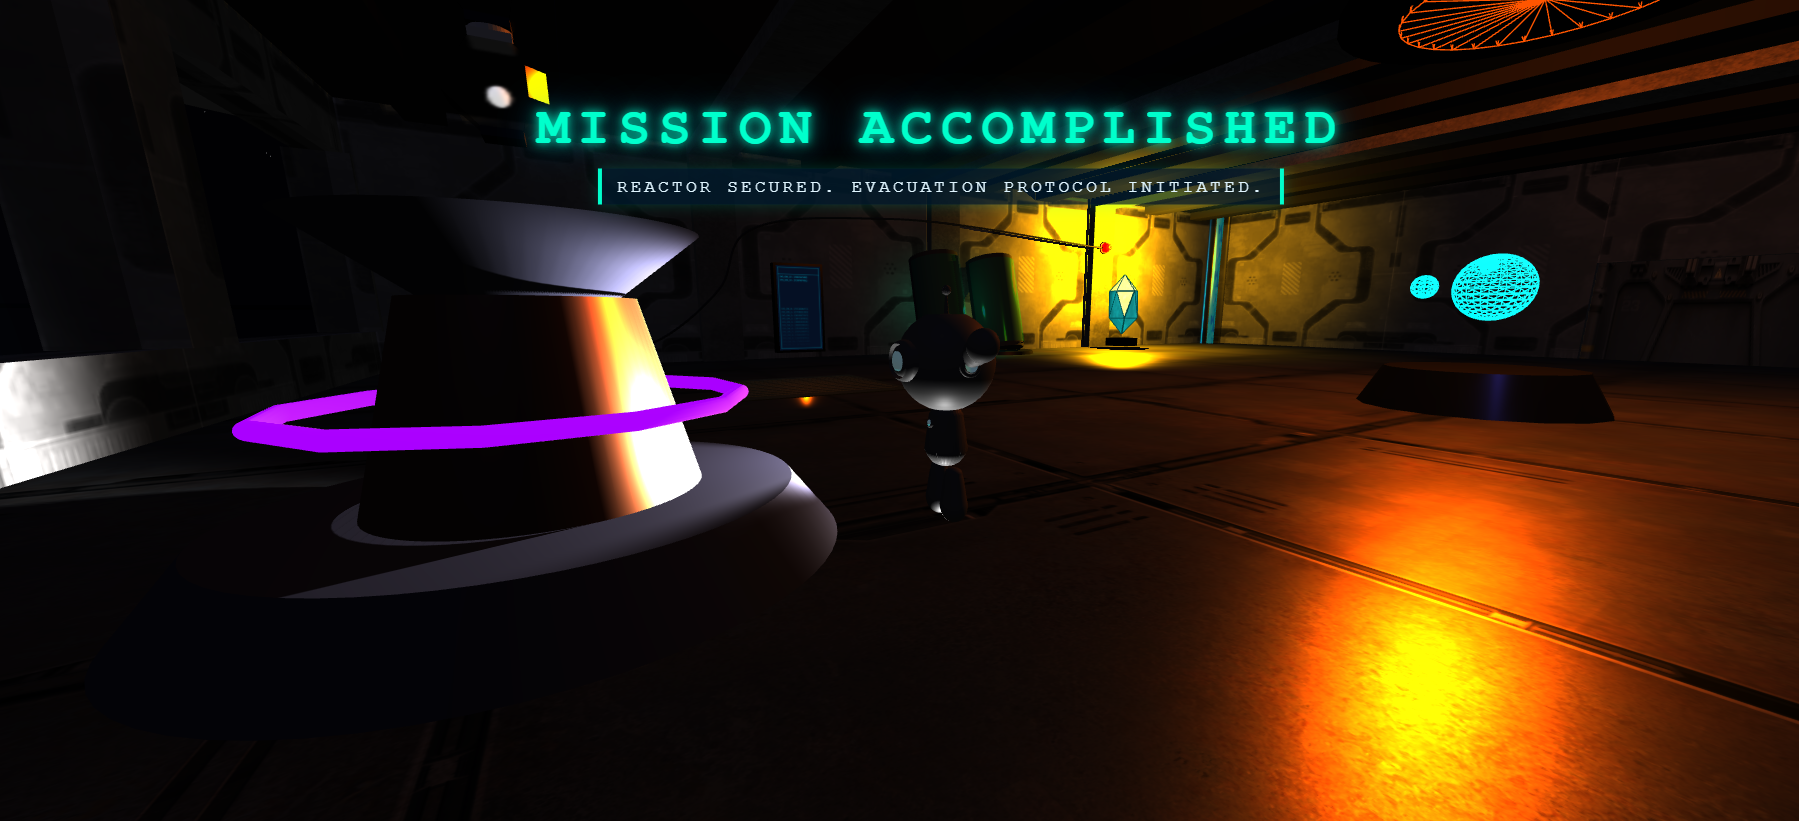 MISSION ACCOMPLISHED
REACTOR SECURED. EVACUATION PROTOCOL INITIATED.